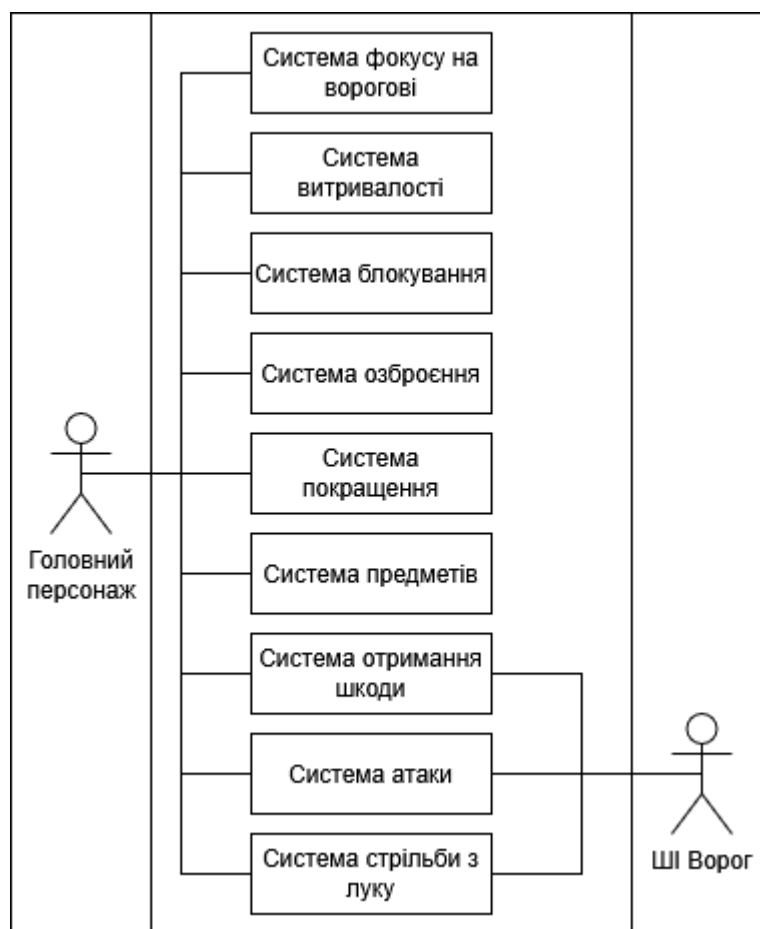 Система фокусу на
ворогові
Система
витривалості
Система блокування
Система озброєння
Система
покращення
Головний
персонаж
Система предметів
Система отримання
шкоди
Система атаки
Система стрільби з
луку
ШІ Ворог